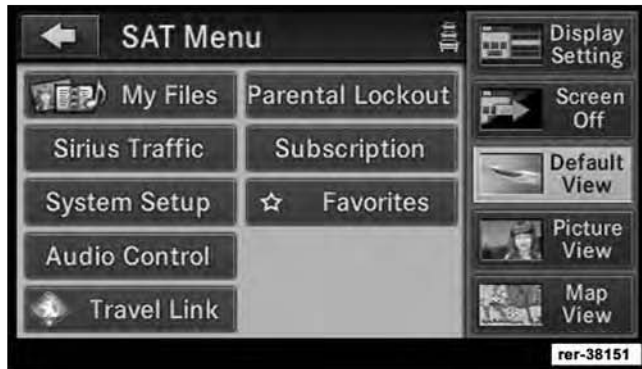 SAT Menu
My Files
Parental Lockout
Sirius Traffic
Subscription
System Setup
Favorites
Audio Control
Travel Link
Display
Setting
Screen
Off
Default
View
Picture
View
Map
View
rer-38151